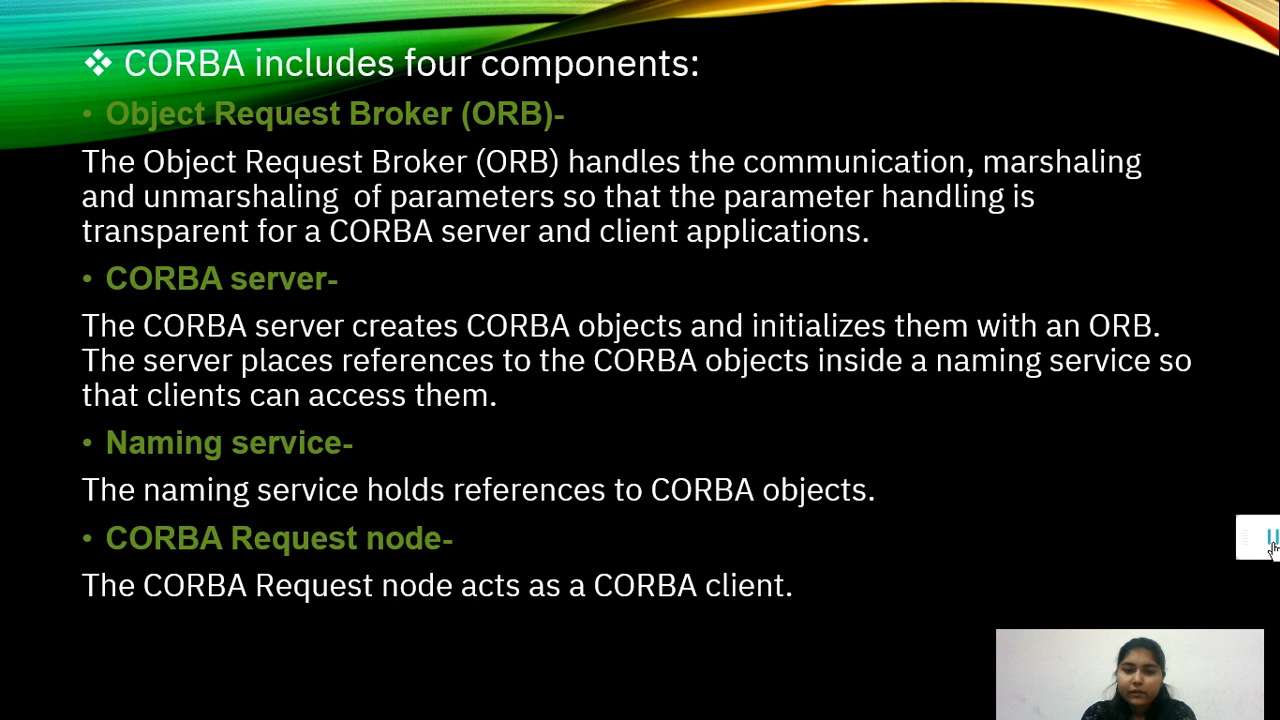 ❖ CORBA includes four components:
• Object Request Broker (ORB)-
The Object Request Broker (ORB) handles the communication, marshaling
and unmarshaling of parameters so that the parameter handling is
transparent for a CORBA server and client applications.
• CORBA server-
The CORBA server creates CORBA objects and initializes them with an ORB.
The server places references to the CORBA objects inside a naming service so
that clients can access them.
• Naming service-
The naming service holds references to CORBA objects.
• CORBA Request node-
The CORBA Request node acts as a CORBA client.